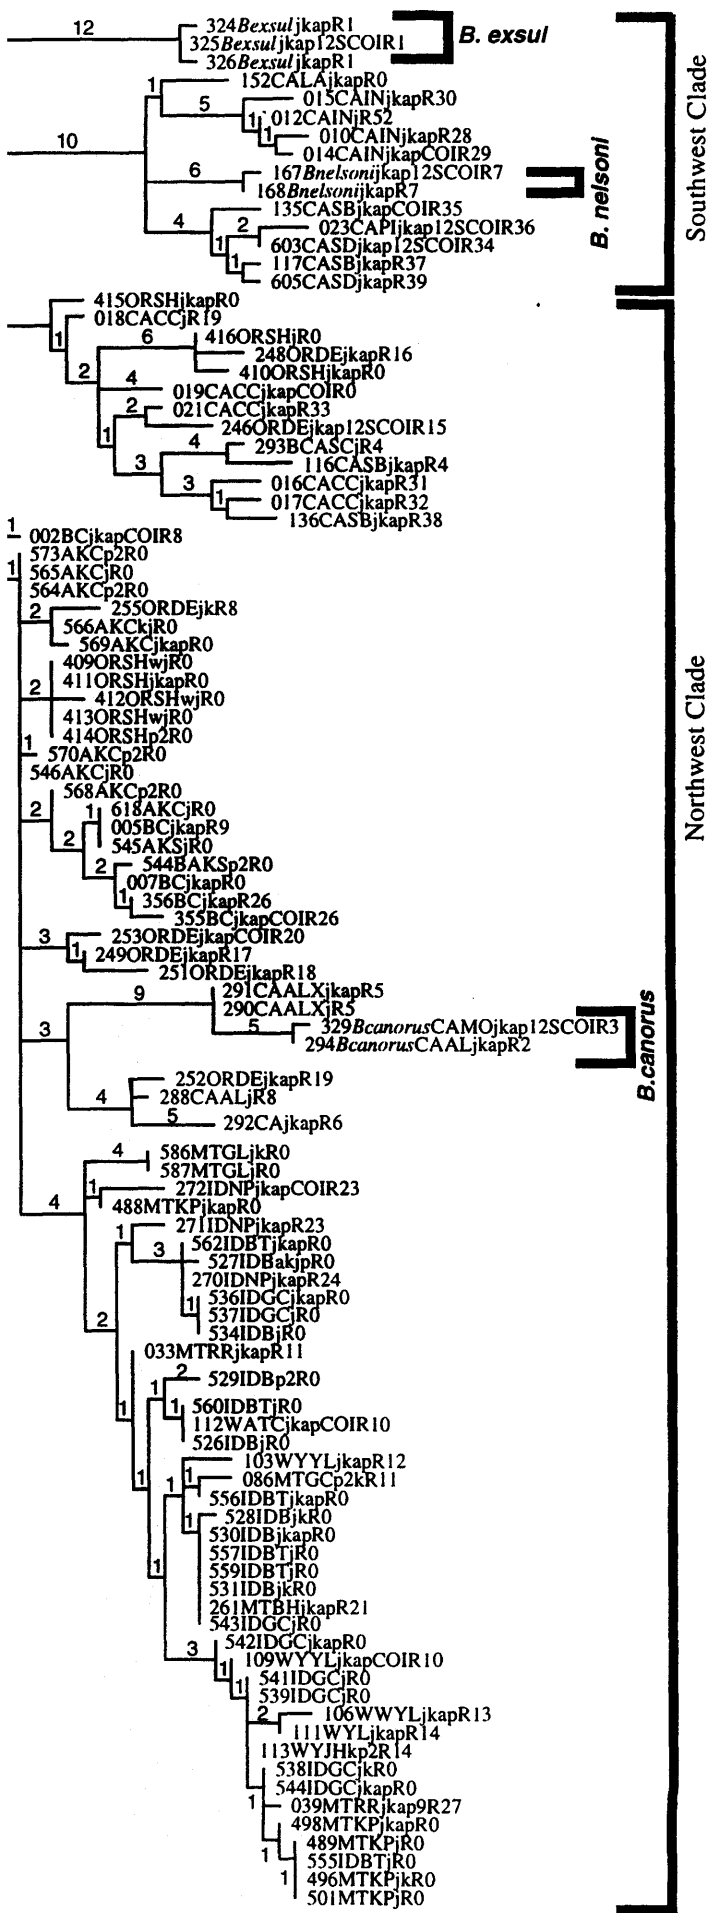 12
324BexsuljkapR1
325Bexsuljkap12SCOIR1
326BexsuljkapR1
B. exsul
1
152CALAjkapR0
5
015CAINjkapR30
1
012CAINjR52
1
010CAINjkapR28
014CAINjkapCOIR29
10
6
167Bnelsonijkap12SCOIR7
168BnelsonijkapR7
B. nelsoni
4
135CASBjkapCOIR35
2
023CAPIjkap12SCOIR36
1
603CASDjkap12SCOIR34
1
117CASBjkapR37
605CASDjkapR39
Southwest Clade
415ORSHjkapR0
1
018CACCjR19
6
416ORSHjR0
248ORDEjkapR16
410ORSHjkapR0
2
4
019CACCjkapCOIR0
2
021CACCjkapR33
246ORDEjkap12SCOIR15
1
4
293BCASCjR4
116CASBjkapR4
3
3
016CACCjkapR31
1
017CACCjkapR32
136CASBjkapR38
1
002BCjkapCOIR8
573AKCp2R0
1
565AKCjR0
564AKCp2R0
2
255ORDEjkR8
566AKCkjR0
569AKCjkapR0
409ORSHwjR0
411ORSHjkapR0
2
412ORSHwjR0
413ORSHwjR0
414ORSHp2R0
1
570AKCp2R0
546AKCjR0
568AKCp2R0
2
1
618AKCjR0
005BCjkapR9
2
545AKSjR0
2
544BAKSp2R0
007BCjkapR0
1
356BCjkapR26
355BCjkapCOIR26
3
253ORDEjkapCOIR20
1
249ORDEjkapR17
251ORDEjkapR18
9
291CAALXjkapR5
290CAALXjR5
5
329BcanorusCAMOjkap12SCOIR3
294BcanorusCAALjkapR2
B.canorus
3
252ORDEjkapR19
4
288CAALjR8
5
292CAjkapR6
4
586MTGLjkR0
587MTGLjR0
1
272IDNPjkapCOIR23
4
488MTKPjkapR0
1
271IDNPjkapR23
562IDBTjkapR0
3
527IDBakjpR0
270IDNPjkapR24
536IDGCjkapR0
1
537IDGCjR0
534IDBjR0
2
033MTRRjkapR11
2
529IDBp2R0
1
1
560IDBTjR0
112WATCjkapCOIR10
526IDBjR0
1
103WYYLjkapR12
1
086MTGCp2kR11
1
1
556IDBTjkapR0
1
528IDBjkR0
530IDBjkapR0
557IDBTjR0
559IDBTjR0
1
531IDBjkR0
261MTBHjkapR21
543IDGCjR0
3
542IDGCjkapR0
1
109WYYLjkapCOIR10
1
541IDGCjR0
539IDGCjR0
2
106WWYLjkapR13
111WYLjkapR14
113WYJHkp2R14
538IDGCjkR0
544IDGCjkapR0
1
039MTRRjkap9R27
498MTKPjkapR0
1
489MTKPjR0
555IDBTjR0
1
496MTKPjkR0
501MTKPjR0
Northwest Clade